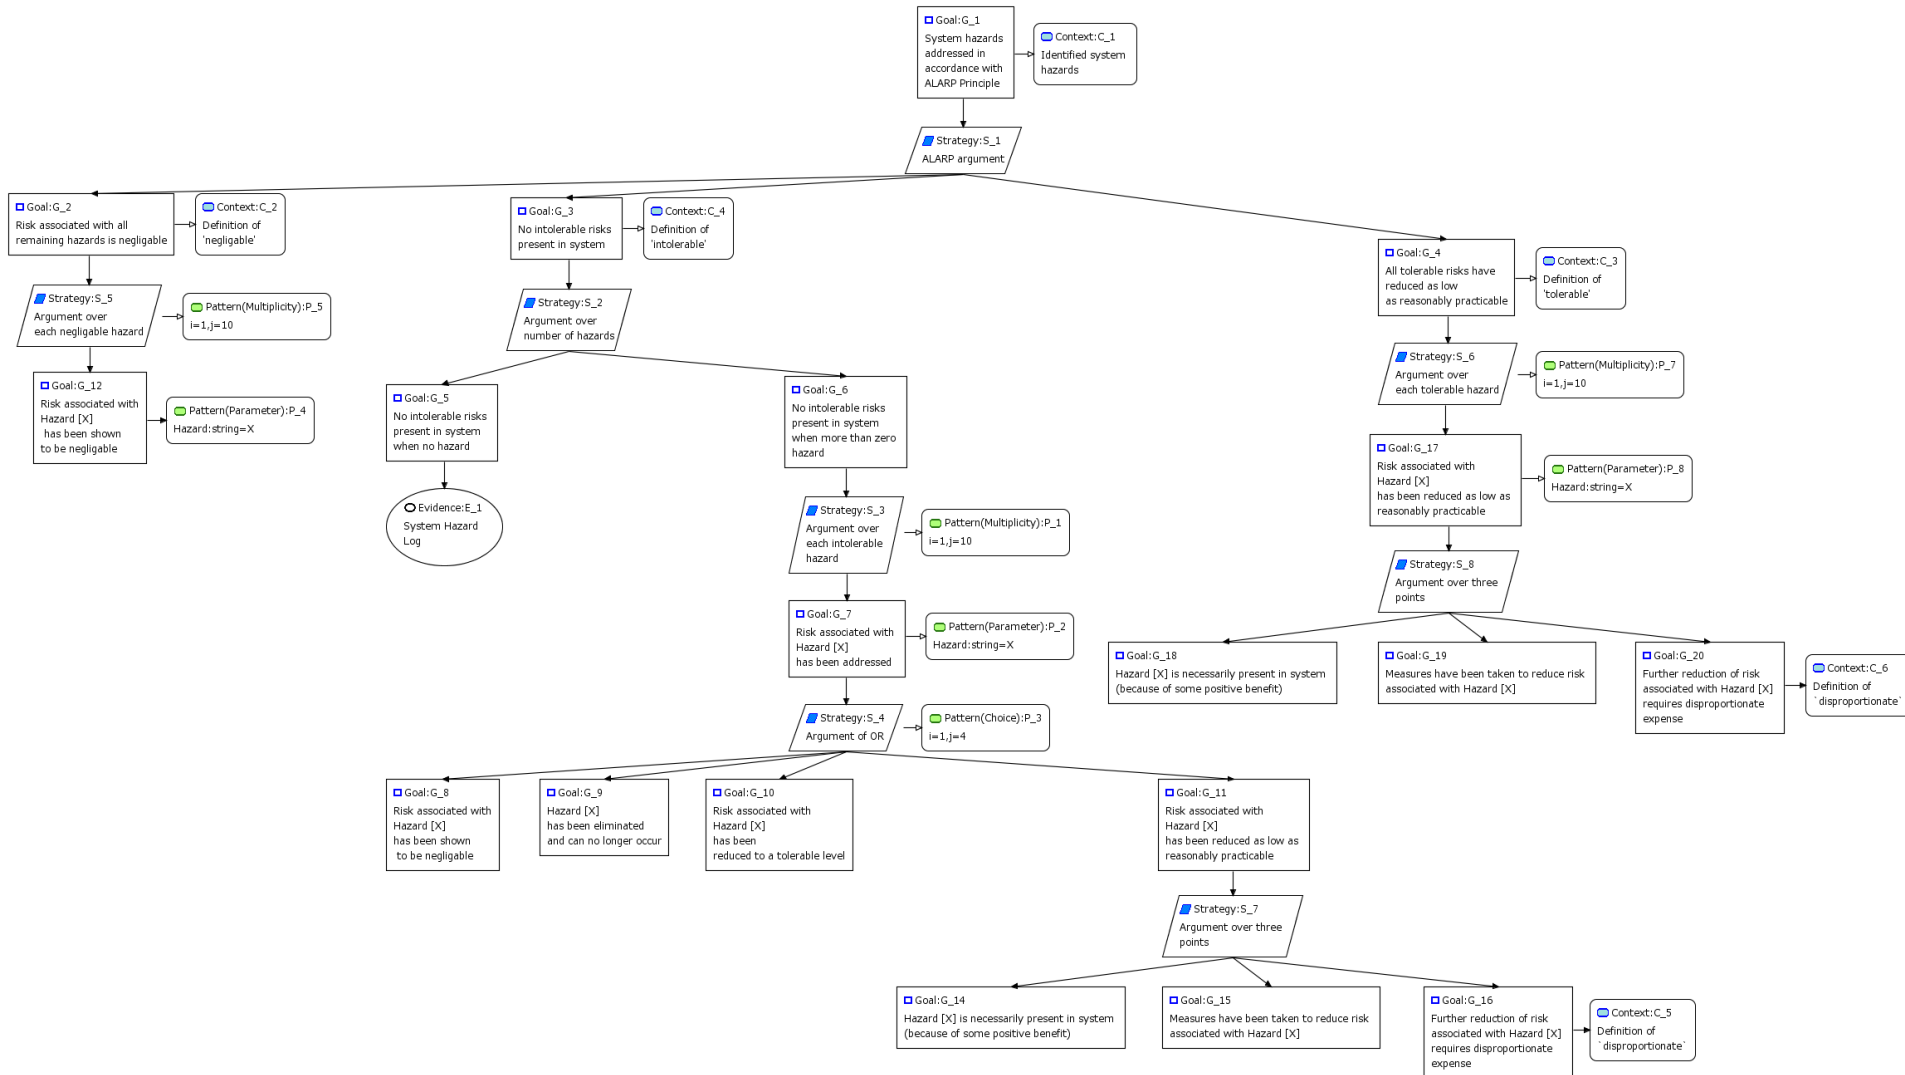 Goal:G_1
System hazards
addressed in
accordance with
ALARP Principle
Context:C_1
Identified system
hazards
Strategy:S_1
ALARP argument
Goal:G_2
Risk associated with all
remaining hazards is negligable
Context:C_2
Definition of
'negligable'
Goal:G_3
No intolerable risks
present in system
Context:C_4
Definition of
'intolerable'
Goal:G_4
All tolerable risks have
reduced as low
as reasonably practicable
Context:C_3
Definition of
'tolerable'
Strategy:S_5
Argument over
each negligable hazard
Pattern(Multiplicity):P_5
i=1,j=10
Strategy:S_2
Argument over
number of hazards
Strategy:S_6
Argument over
each tolerable hazard
Pattern(Multiplicity):P_7
i=1,j=10
Goal:G_12
Risk associated with
Hazard [X]
has been shown
to be negligable
Pattern(Parameter):P_4
Hazard:string=X
Goal:G_5
No intolerable risks
present in system
when no hazard
Goal:G_6
No intolerable risks
present in system
when more than zero
hazard
Goal:G_17
Risk associated with
Hazard [X]
has been reduced as low as
reasonably practicable
Pattern(Parameter):P_8
Hazard:string=X
Evidence:E_1
System Hazard
Log
Strategy:S_3
Argument over
each intolerable
hazard
Pattern(Multiplicity):P_1
i=1,j=10
Strategy:S_8
Argument over three
points
Goal:G_7
Risk associated with
Hazard [X]
has been addressed
Pattern(Parameter):P_2
Hazard:string=X
Goal:G_18
Hazard [X] is necessarily present in system
(because of some positive benefit)
Goal:G_19
Measures have been taken to reduce risk
associated with Hazard [X]
Goal:G_20
Further reduction of risk
associated with Hazard [X]
requires disproportionate
expense
Context:C_6
Definition of
`disproportionate`
Strategy:S_4
Argument of OR
Pattern(Choice):P_3
i=1,j=4
Goal:G_8
Risk associated with
Hazard [X]
has been shown
to be negligable
Goal:G_9
Hazard [X]
has been eliminated
and can no longer occur
Goal:G_10
Risk associated with
Hazard [X]
has been
reduced to a tolerable level
Goal:G_11
Risk associated with
Hazard [X]
has been reduced as low as
reasonably practicable
Strategy:S_7
Argument over three
points
Goal:G_14
Hazard [X] is necessarily present in system
(because of some positive benefit)
Goal:G_15
Measures have been taken to reduce risk
associated with Hazard [X]
Goal:G_16
Further reduction of risk
associated with Hazard [X]
requires disproportionate
expense
Context:C_5
Definition of
`disproportionate`